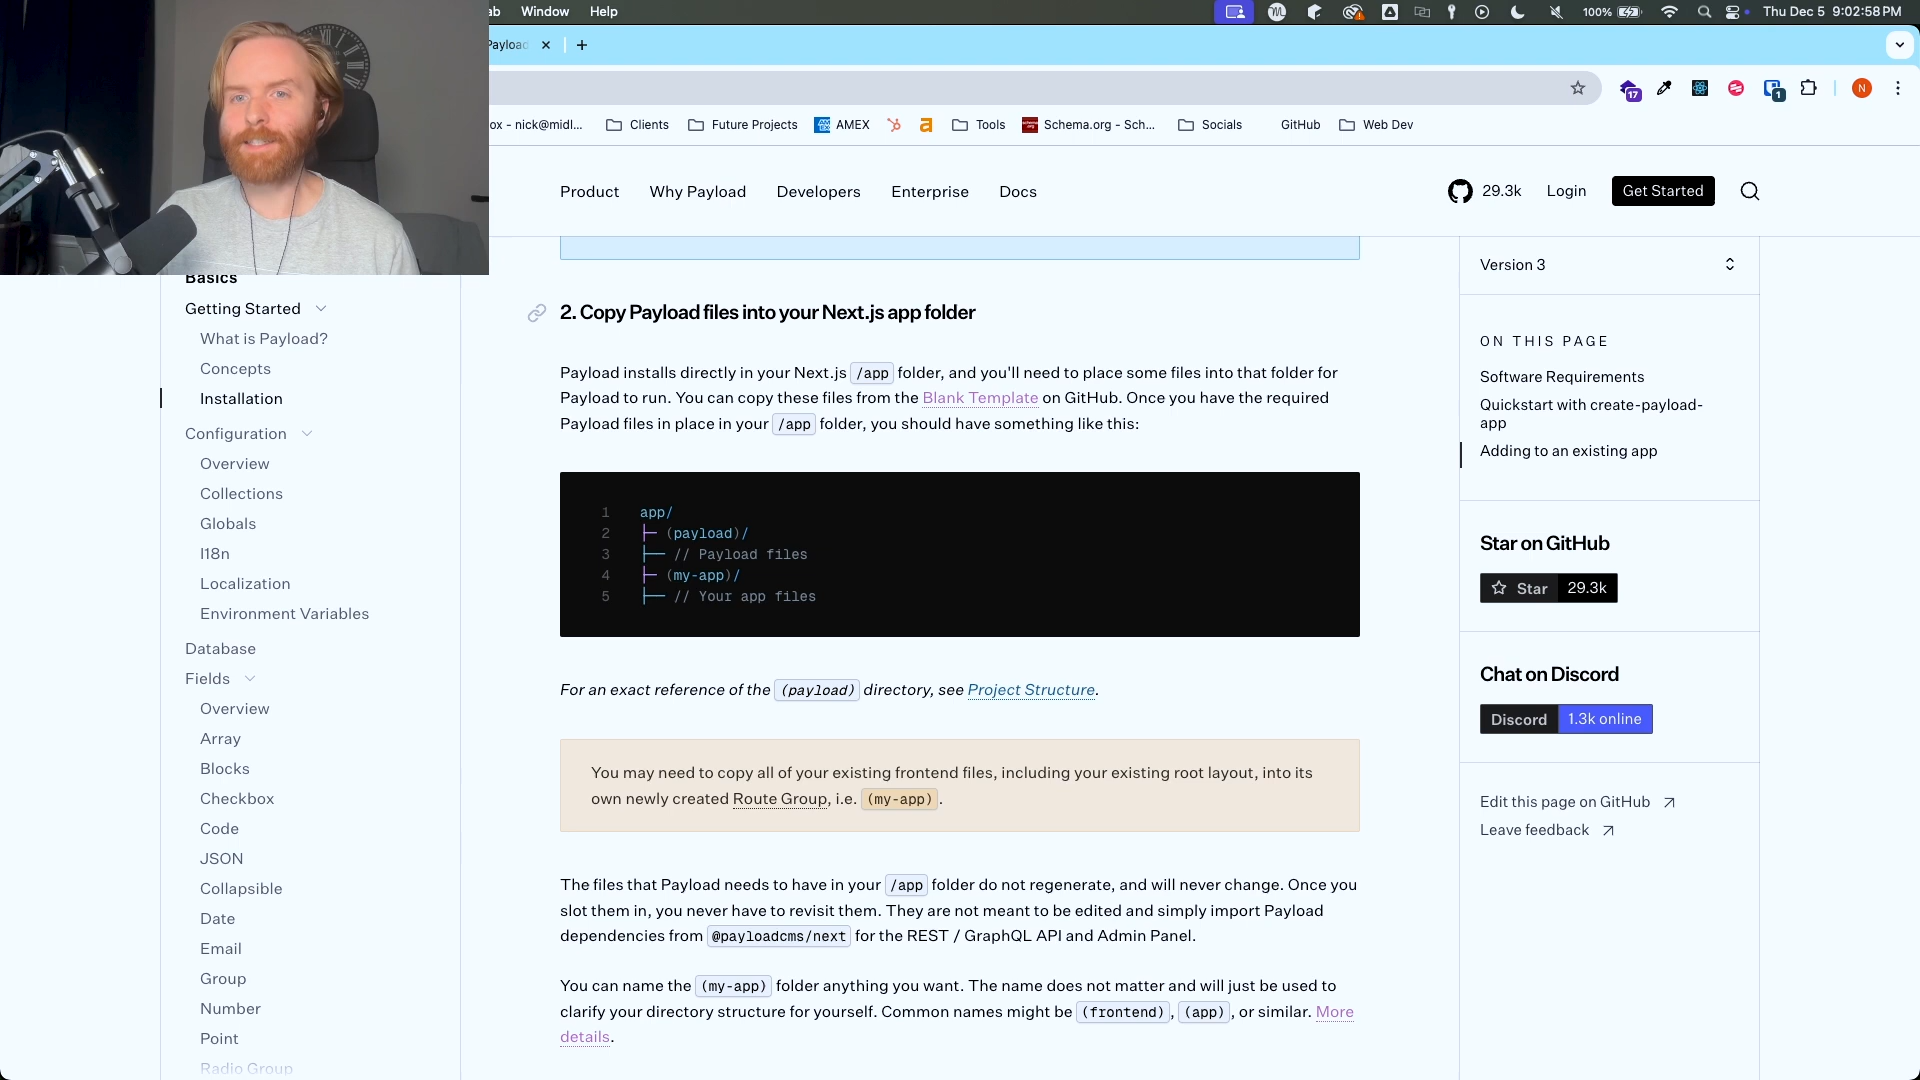 ab Window Help 100% Thu Dec 5 9:02:58 PM
Payload
17 1 N
ox - nick@midl... Clients Future Projects AMEX Tools Schema.org - Sch... Socials GitHub Web Dev
Product Why Payload Developers Enterprise Docs 29.3k Login Get Started
Basics
Getting Started
What is Payload?
Concepts
Installation
Configuration
Overview
Collections
Globals
I18n
Localization
Environment Variables
Database
Fields
Overview
Array
Blocks
Checkbox
Code
JSON
Collapsible
Date
Email
Group
Number
Point
Radio Group
2. Copy Payload files into your Next.js app folder
Payload installs directly in your Next.js /app folder, and you'll need to place some files into that folder for
Payload to run. You can copy these files from the Blank Template on GitHub. Once you have the required
Payload files in place in your /app folder, you should have something like this:
1 app/
2 ├─ (payload)/
3 ├── // Payload files
4 ├─ (my-app)/
5 ├── // Your app files
For an exact reference of the (payload) directory, see Project Structure.
You may need to copy all of your existing frontend files, including your existing root layout, into its
own newly created Route Group, i.e. (my-app).
The files that Payload needs to have in your /app folder do not regenerate, and will never change. Once you
slot them in, you never have to revisit them. They are not meant to be edited and simply import Payload
dependencies from @payloadcms/next for the REST / GraphQL API and Admin Panel.
You can name the (my-app) folder anything you want. The name does not matter and will just be used to
clarify your directory structure for yourself. Common names might be (frontend), (app), or similar. More
details.
Version 3
ON THIS PAGE
Software Requirements
Quickstart with create-payload-
app
Adding to an existing app
Star on GitHub
Star 29.3k
Chat on Discord
Discord 1.3k online
Edit this page on GitHub
Leave feedback